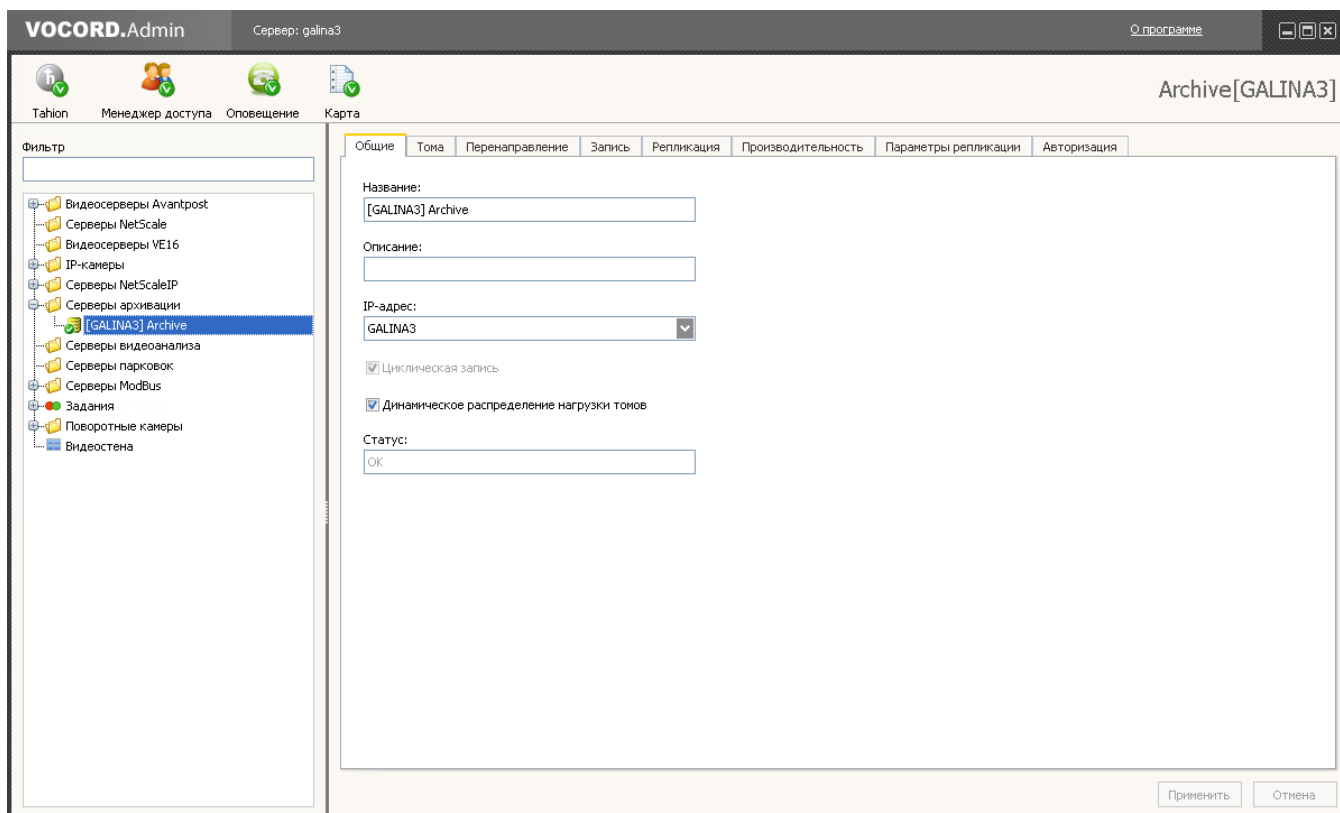 VOCORD.Admin
Сервер: galina3
О программе
Tahion
Менеджер доступа
Оповещение
Карта
Archive[GALINA3]
Фильтр
Видеосерверы Avantpost
Серверы NetScale
Видеосерверы VE16
IP-камеры
Серверы NetScaleIP
Серверы архивации
[GALINA3] Archive
Серверы видеоанализа
Серверы парковок
Серверы ModBus
Задания
Поворотные камеры
Видеостена
Общие
Тома
Перенаправление
Запись
Репликация
Производительность
Параметры репликации
Авторизация
Название:
[GALINA3] Archive
Описание:
IP-адрес:
GALINA3
Циклическая запись
Динамическое распределение нагрузки томов
Статус:
OK
Применить
Отмена